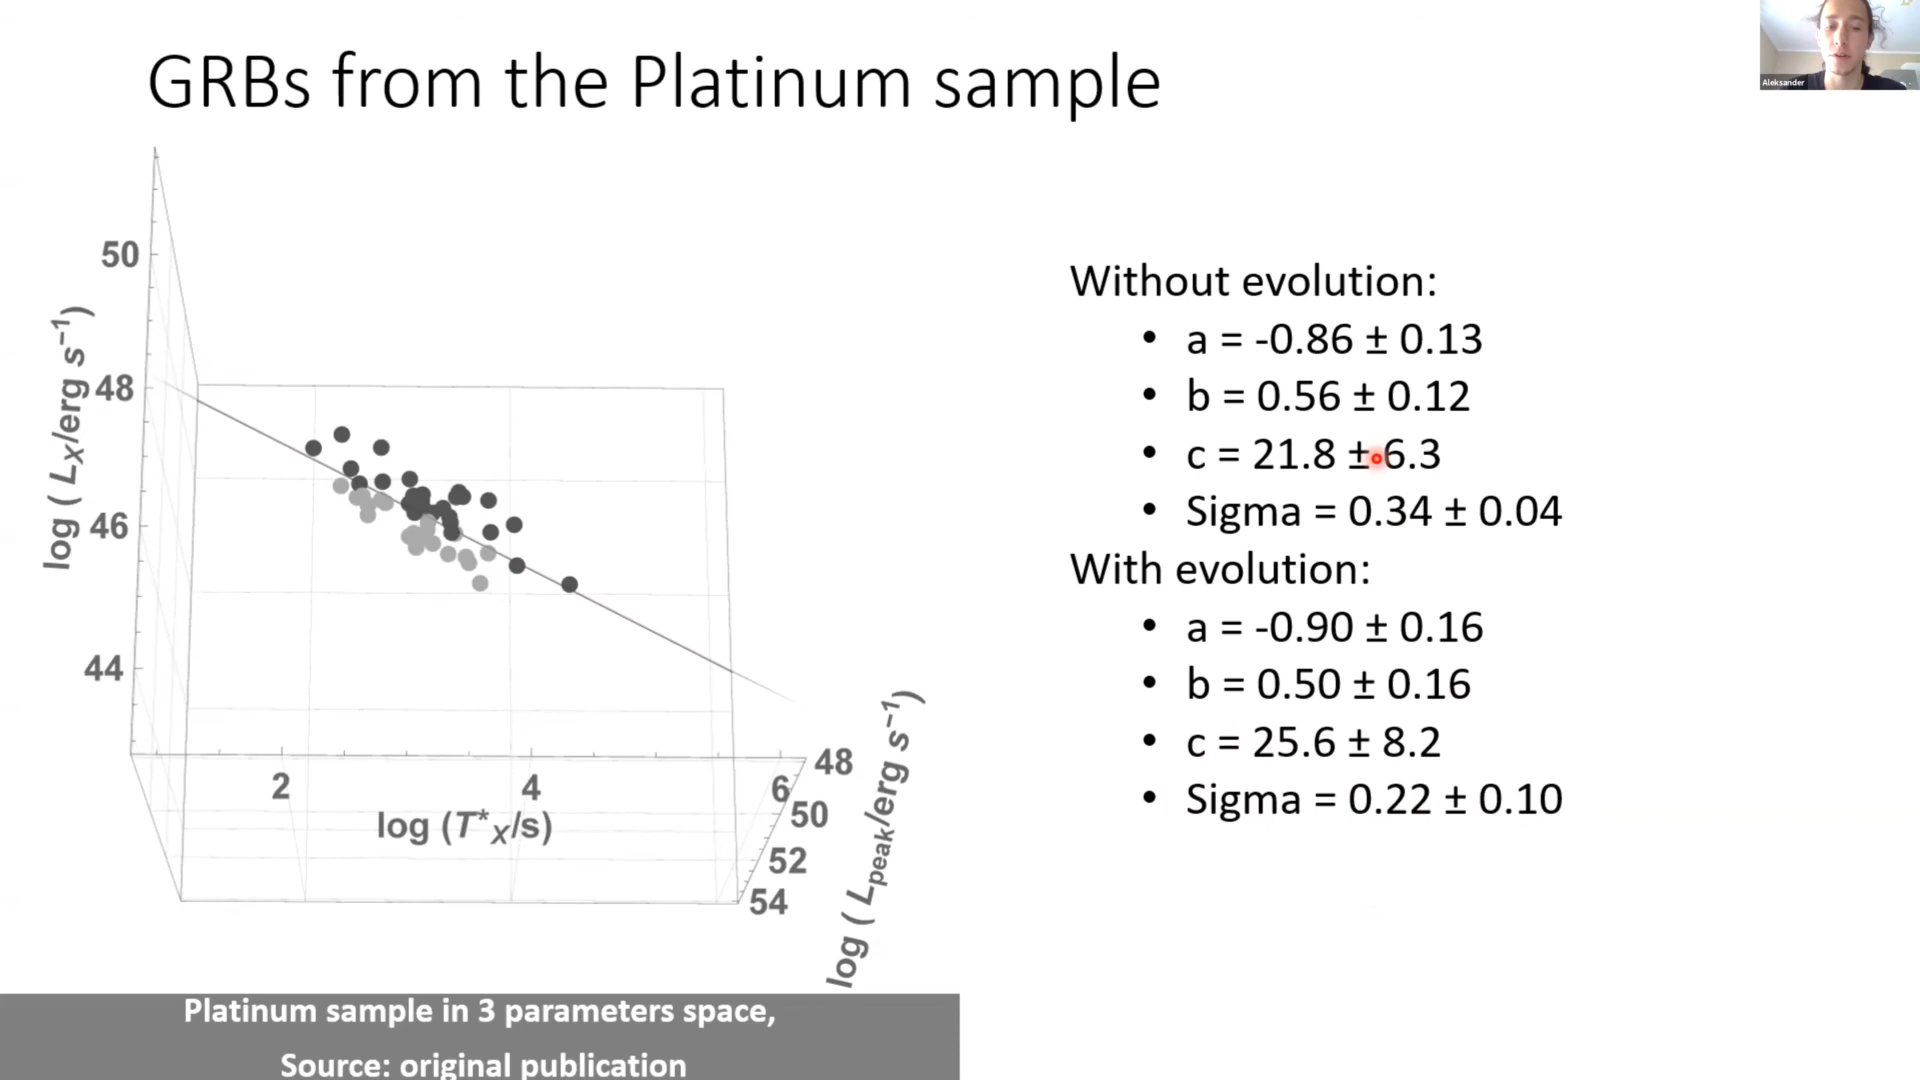 GRBs from the Platinum sample
Aleksander
50
48
46
44
log ( L_X/erg s⁻¹)
2
4
6
log (T*_X/s)
48
50
52
54
log ( L_peak/erg s⁻¹)
Platinum sample in 3 parameters space,
Source: original publication
Without evolution:
• a = -0.86 ± 0.13
• b = 0.56 ± 0.12
• c = 21.8 ± 6.3
• Sigma = 0.34 ± 0.04
With evolution:
• a = -0.90 ± 0.16
• b = 0.50 ± 0.16
• c = 25.6 ± 8.2
• Sigma = 0.22 ± 0.10